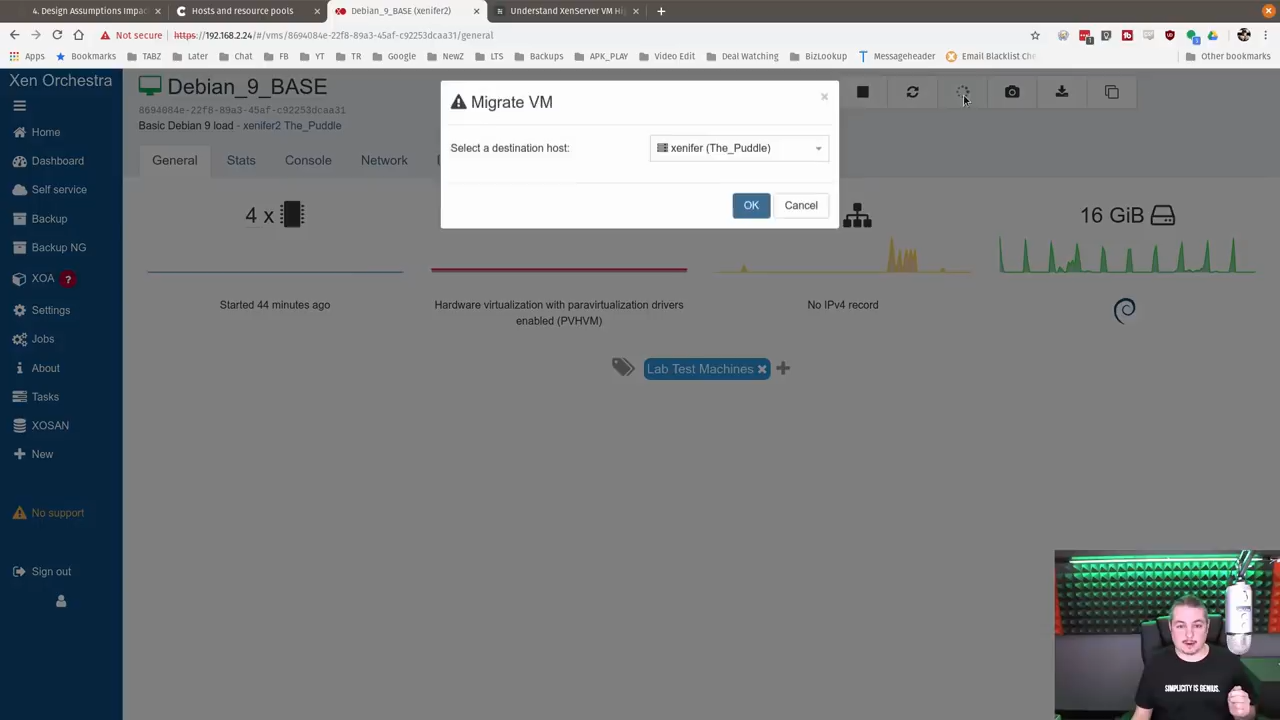 4. Design Assumptions Impac
Hosts and resource pools
Debian_9_BASE (xenifer2)
Understand XenServer VM Hig
Not secure
https://192.168.2.24/#/vms/8694084e-22f8-89a3-45af-c92253dcaa31/general
Apps
Bookmarks
TABZ
Later
Chat
FB
YT
TR
Google
NewZ
LTS
Backups
APK_PLAY
Video Edit
Deal Watching
BizLookup
Messageheader
Email Blacklist Che
Other bookmarks
Xen Orchestra
Home
Dashboard
Self service
Backup
Backup NG
XOA ?
Settings
Jobs
About
Tasks
XOSAN
New
No support
Sign out
Debian_9_BASE
8694084e-22f8-89a3-45af-c92253dcaa31
Basic Debian 9 load - xenifer2 The_Puddle
General
Stats
Console
Network
Migrate VM
×
Select a destination host:
xenifer (The_Puddle)
OK
Cancel
4 x
16 GiB
Started 44 minutes ago
Hardware virtualization with paravirtualization drivers
enabled (PVHVM)
No IPv4 record
Lab Test Machines
SIMPLICITY IS GENIUS.